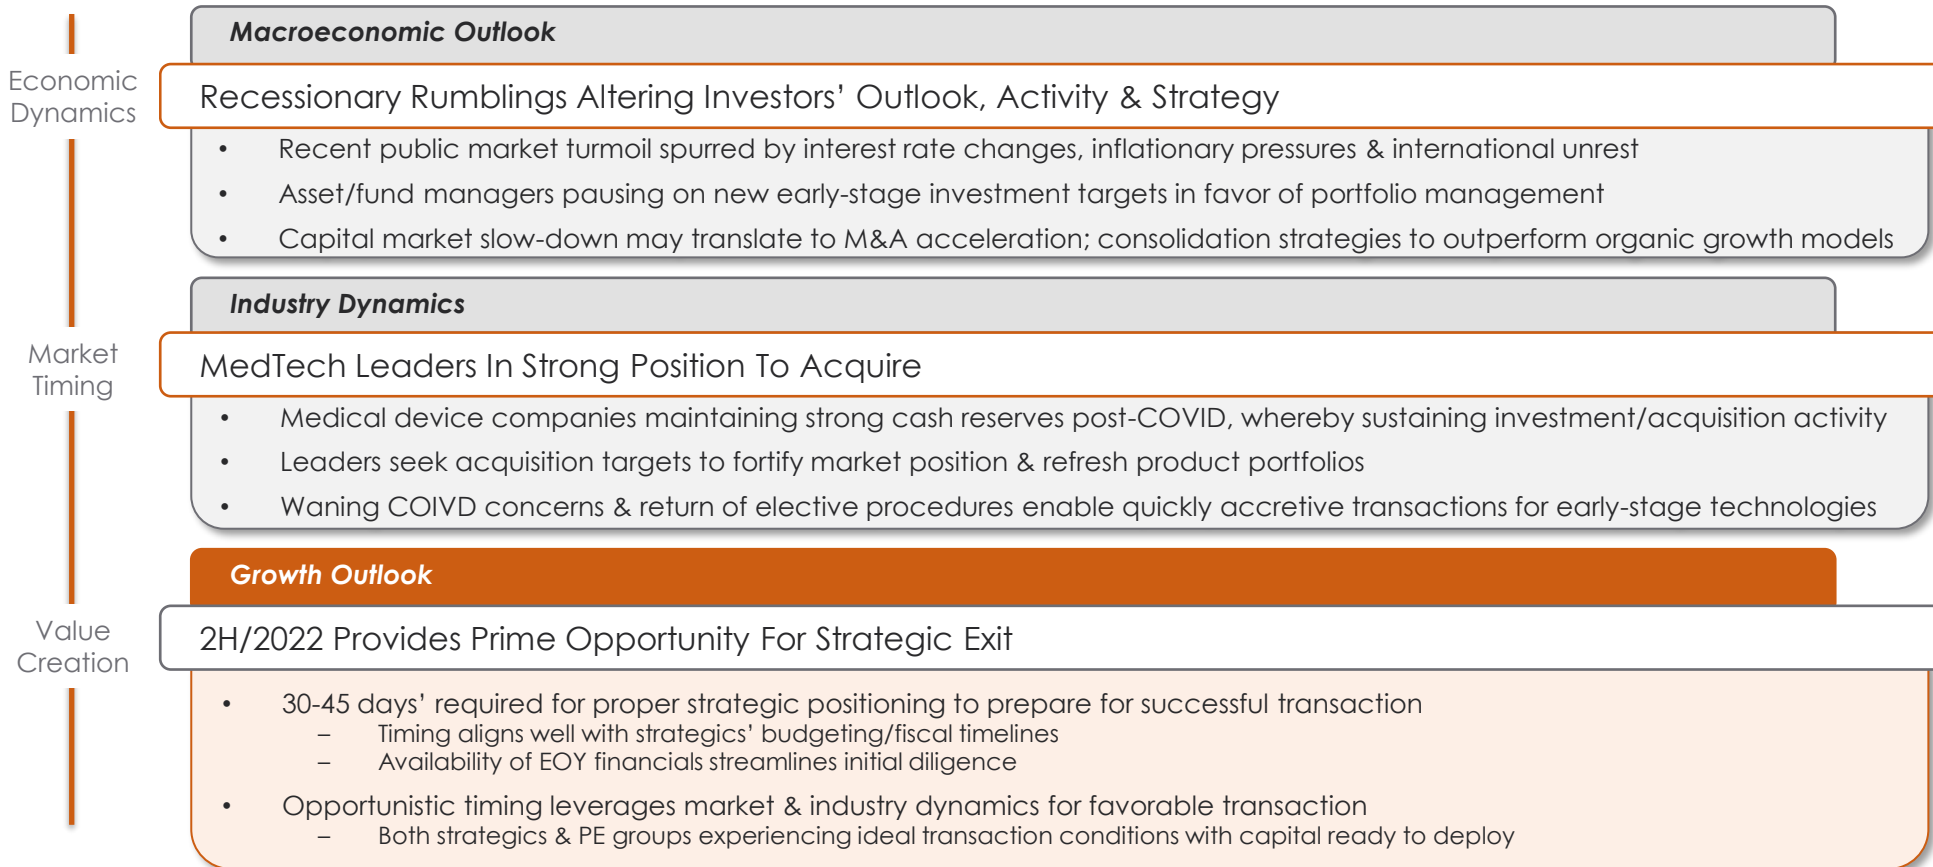 Economic
Dynamics
Macroeconomic Outlook
Recessionary Rumblings Altering Investors’ Outlook, Activity & Strategy
• Recent public market turmoil spurred by interest rate changes, inflationary pressures & international unrest
• Asset/fund managers pausing on new early-stage investment targets in favor of portfolio management
• Capital market slow-down may translate to M&A acceleration; consolidation strategies to outperform organic growth models
Market
Timing
Industry Dynamics
MedTech Leaders In Strong Position To Acquire
• Medical device companies maintaining strong cash reserves post-COVID, whereby sustaining investment/acquisition activity
• Leaders seek acquisition targets to fortify market position & refresh product portfolios
• Waning COIVD concerns & return of elective procedures enable quickly accretive transactions for early-stage technologies
Value
Creation
Growth Outlook
2H/2022 Provides Prime Opportunity For Strategic Exit
• 30-45 days’ required for proper strategic positioning to prepare for successful transaction
– Timing aligns well with strategics’ budgeting/fiscal timelines
– Availability of EOY financials streamlines initial diligence
• Opportunistic timing leverages market & industry dynamics for favorable transaction
– Both strategics & PE groups experiencing ideal transaction conditions with capital ready to deploy